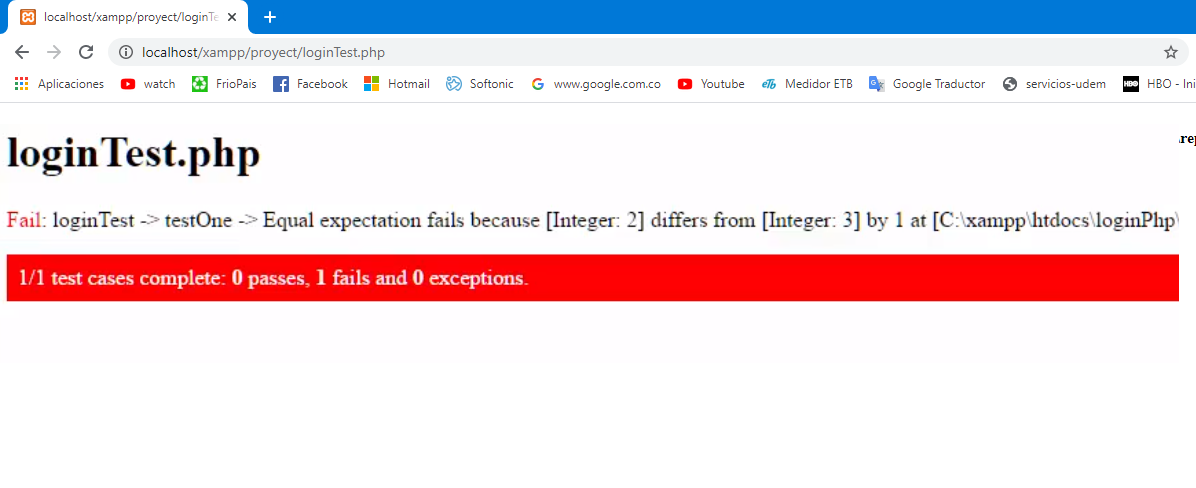 localhost/xampp/proyect/loginTe
localhost/xampp/proyect/loginTest.php
Aplicaciones watch FrioPais Facebook Hotmail Softonic www.google.com.co Youtube eTb Medidor ETB Google Traductor servicios-udem HBO HBO - Ini
loginTest.php
Fail: loginTest -> testOne -> Equal expectation fails because [Integer: 2] differs from [Integer: 3] by 1 at [C:\xampp\htdocs\loginPhp\
1/1 test cases complete: 0 passes, 1 fails and 0 exceptions.